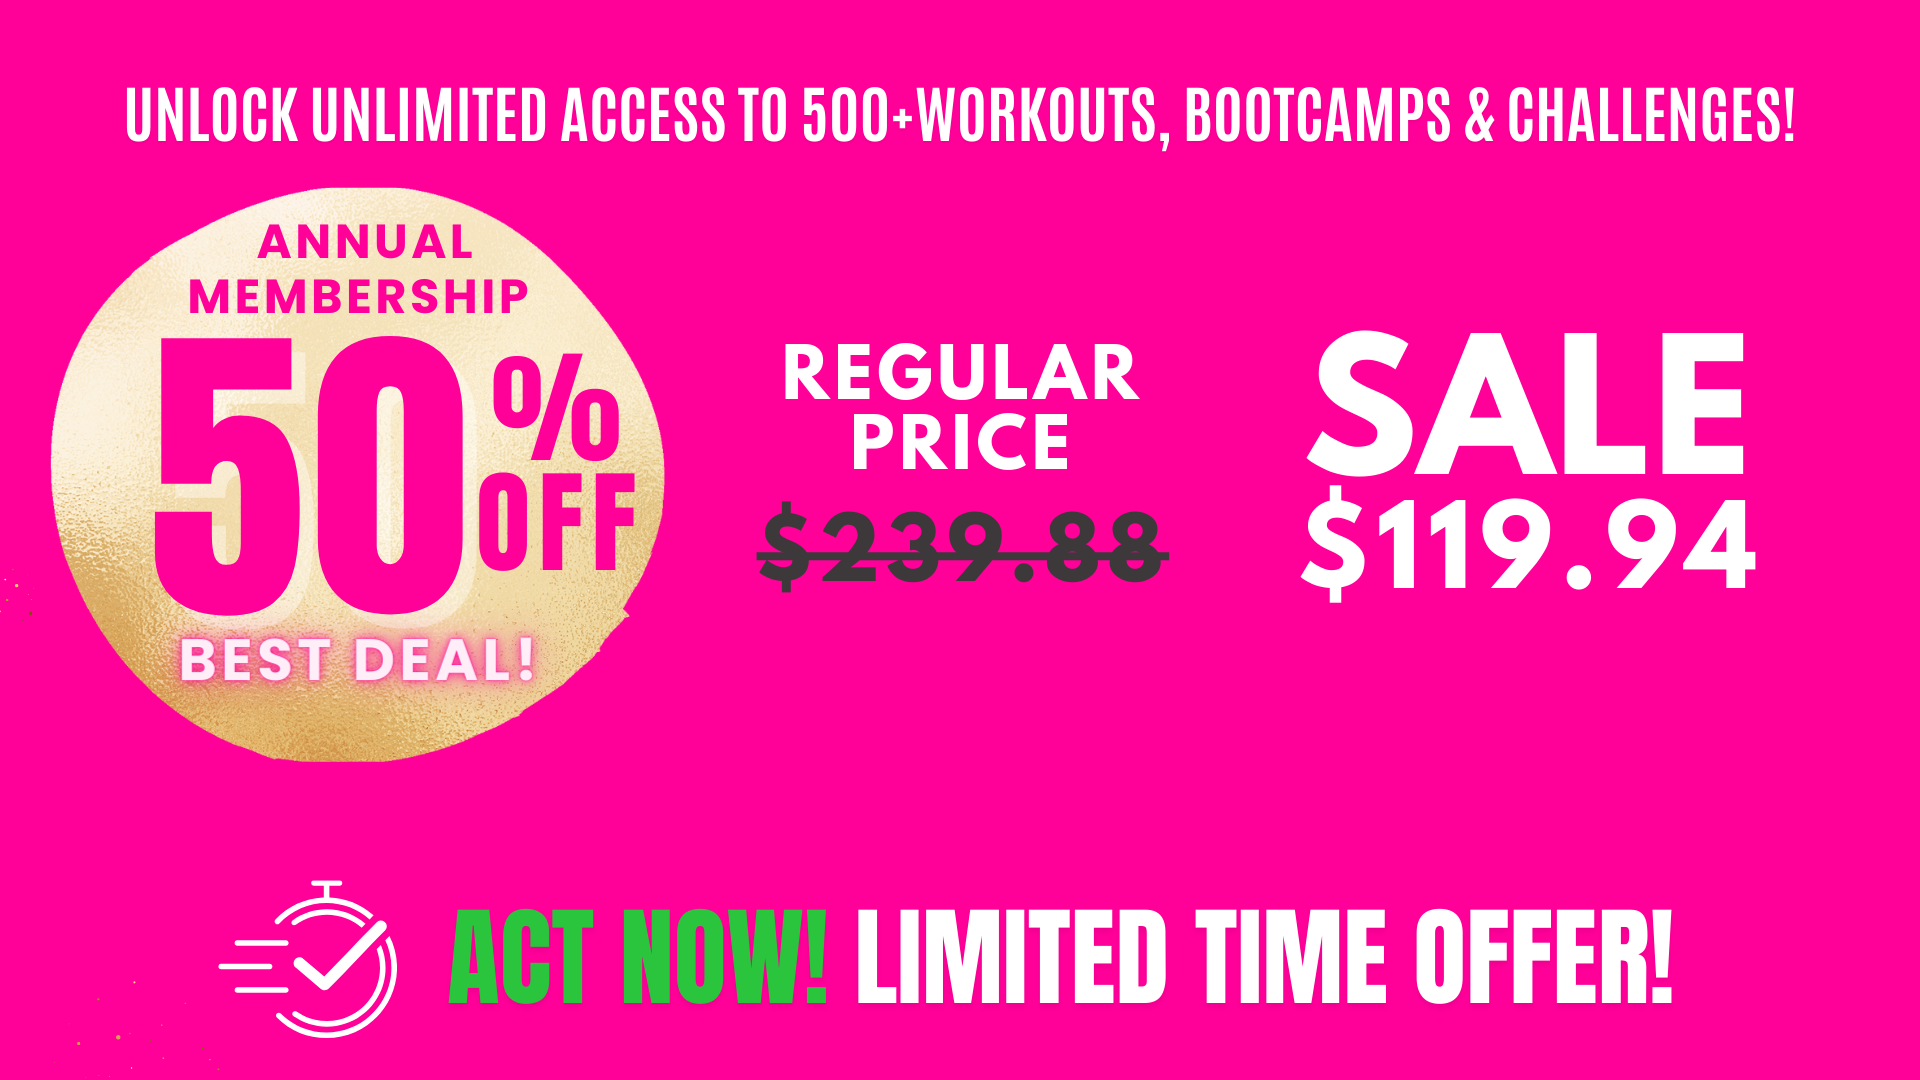 UNLOCK UNLIMITED ACCESS TO 500+WORKOUTS, BOOTCAMPS & CHALLENGES!
ANNUAL
MEMBERSHIP
50%
OFF
BEST DEAL!
REGULAR
PRICE
$239.88
SALE
$119.94
ACT NOW! LIMITED TIME OFFER!